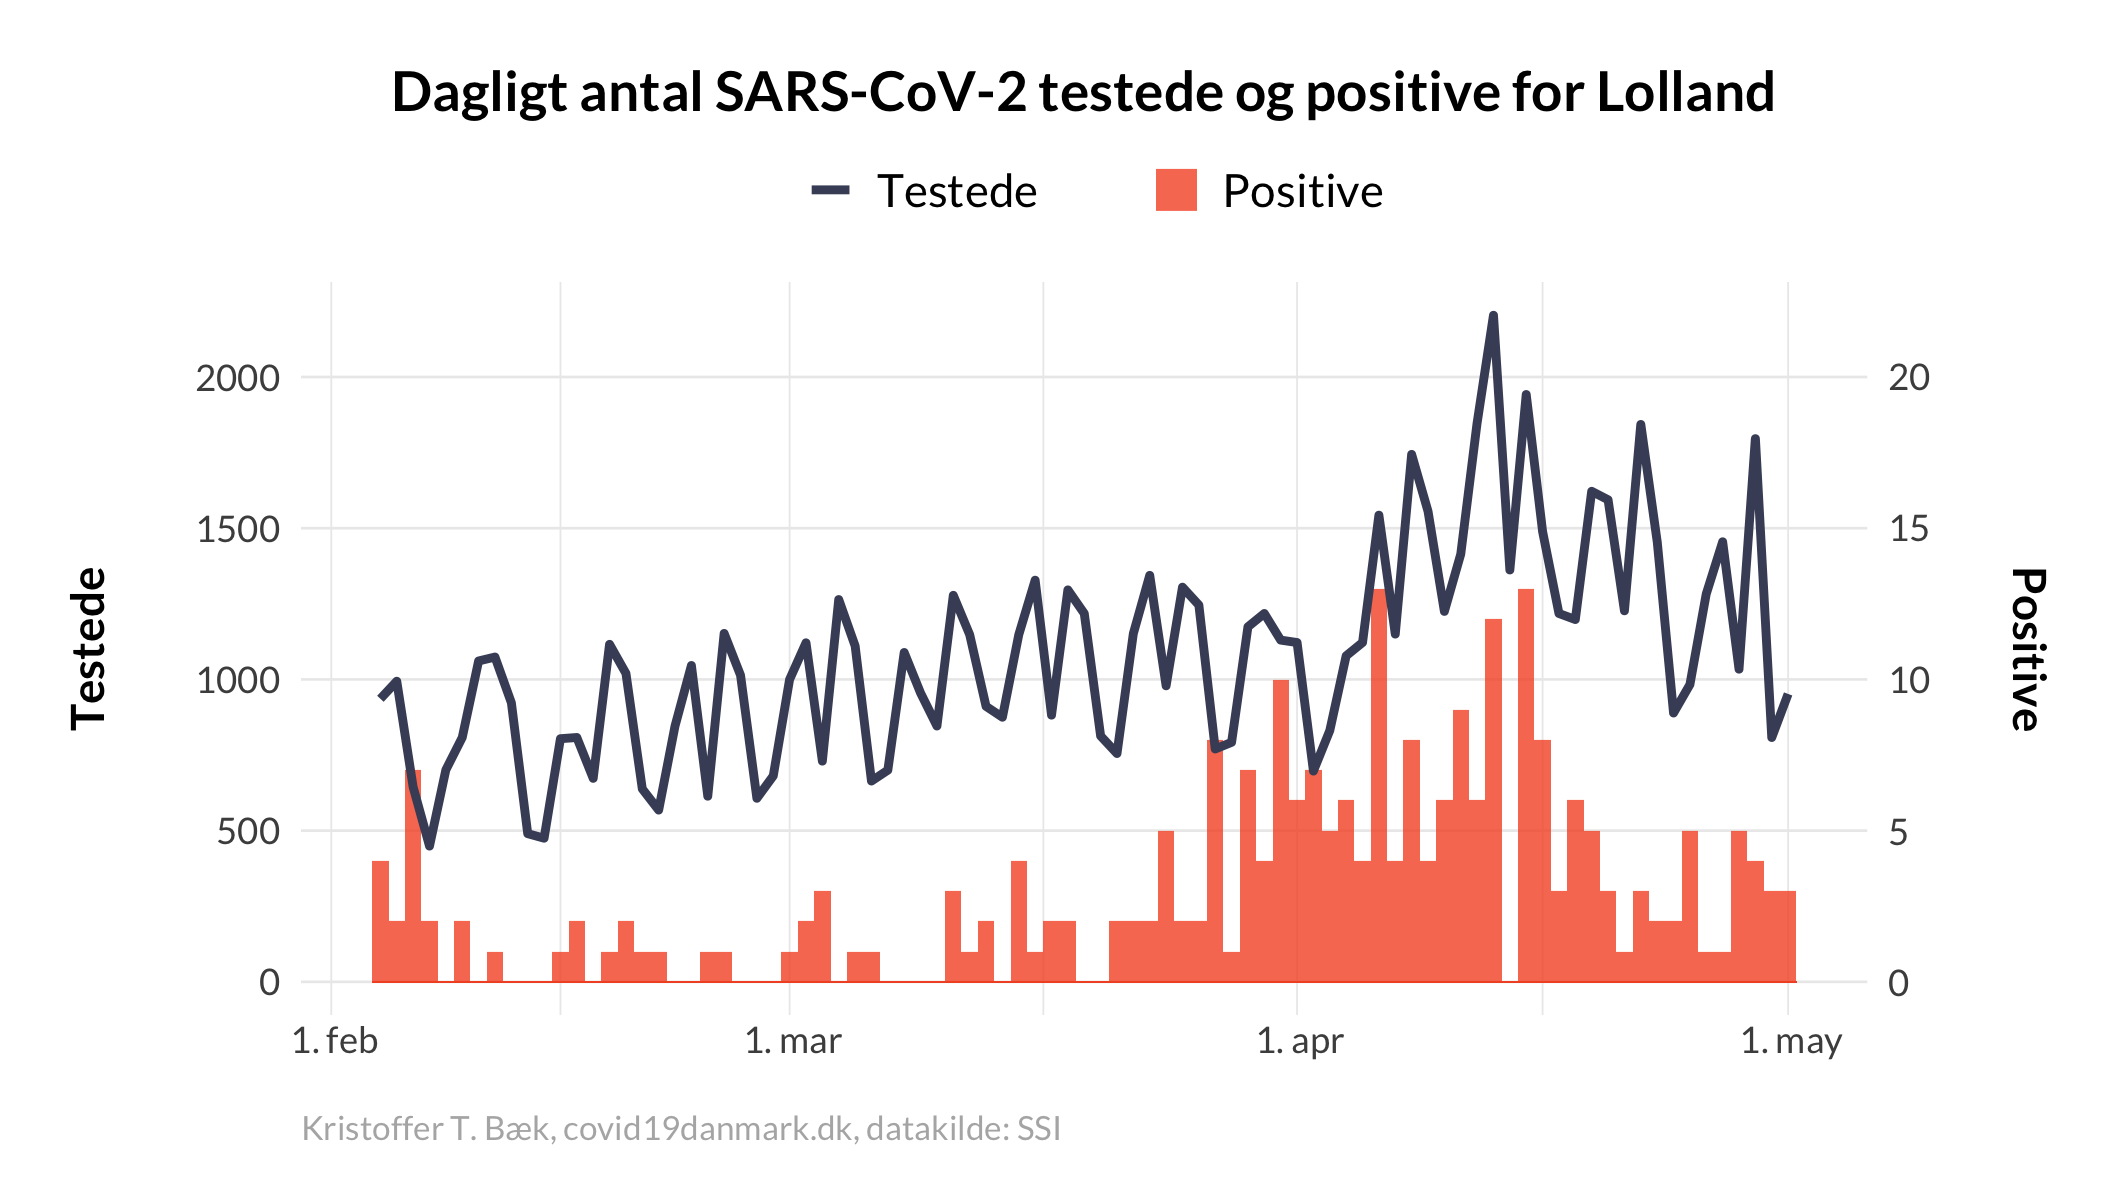 Dagligt antal SARS-CoV-2 testede og positive for Lolland
Testede
Positive
Testede
2000
1500
1000
500
0
20
15
10
5
0
Positive
1. feb
1. mar
1. apr
1. may
Kristoffer T. Bæk, covid19danmark.dk, datakilde: SSI